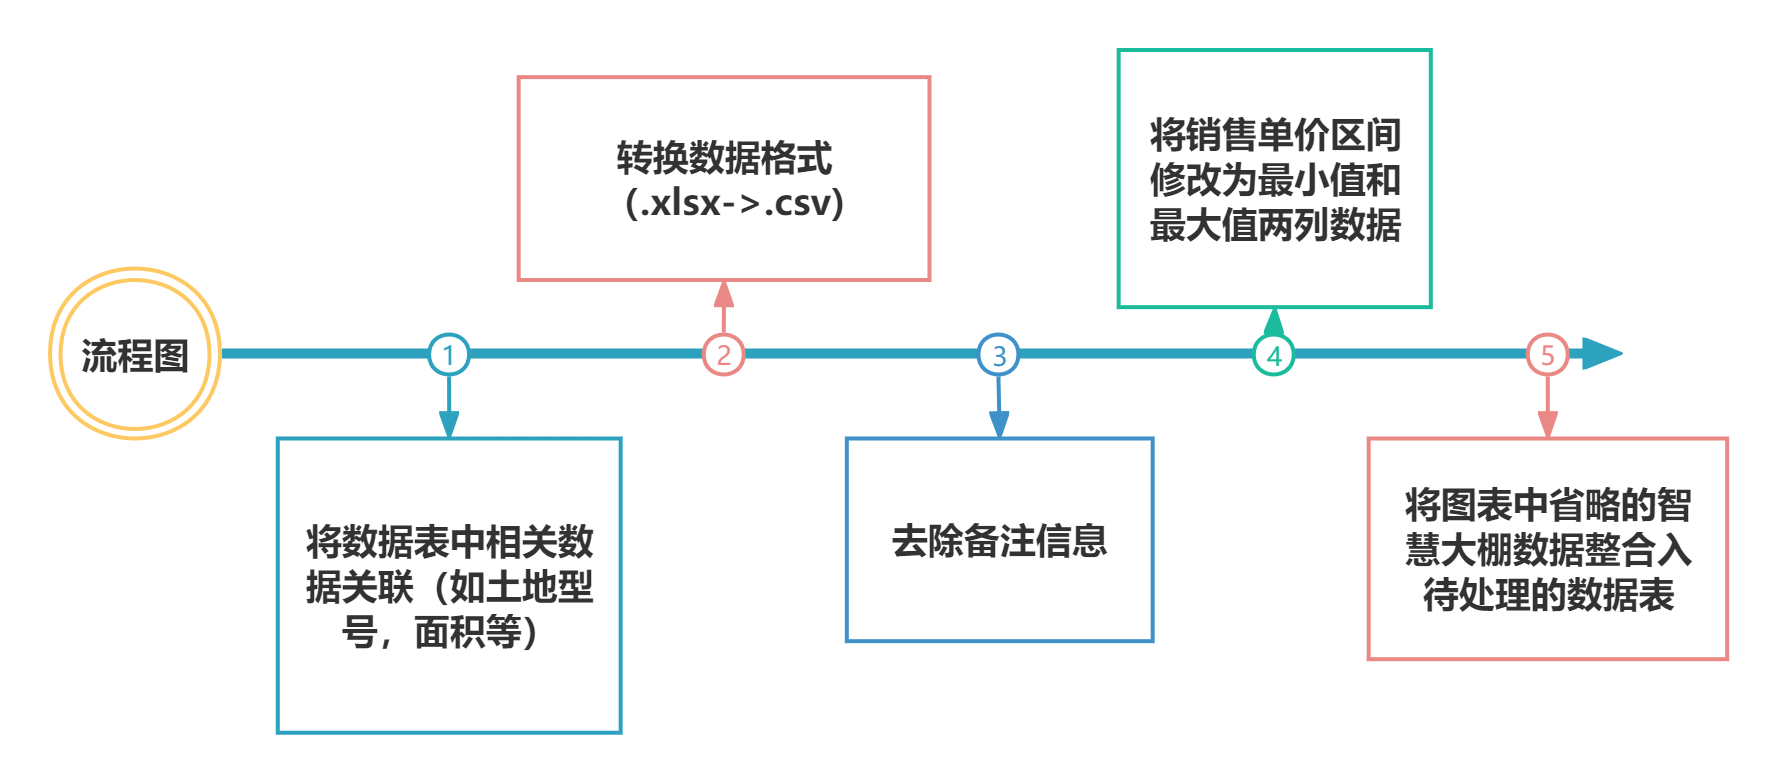 流程图
1
将数据表中相关数
据关联（如土地型
号，面积等）
2
转换数据格式
（.xlsx->.csv）
3
去除备注信息
4
将销售单价区间
修改为最小值和
最大值两列数据
5
将图表中省略的智
慧大棚数据整合入
待处理的数据表